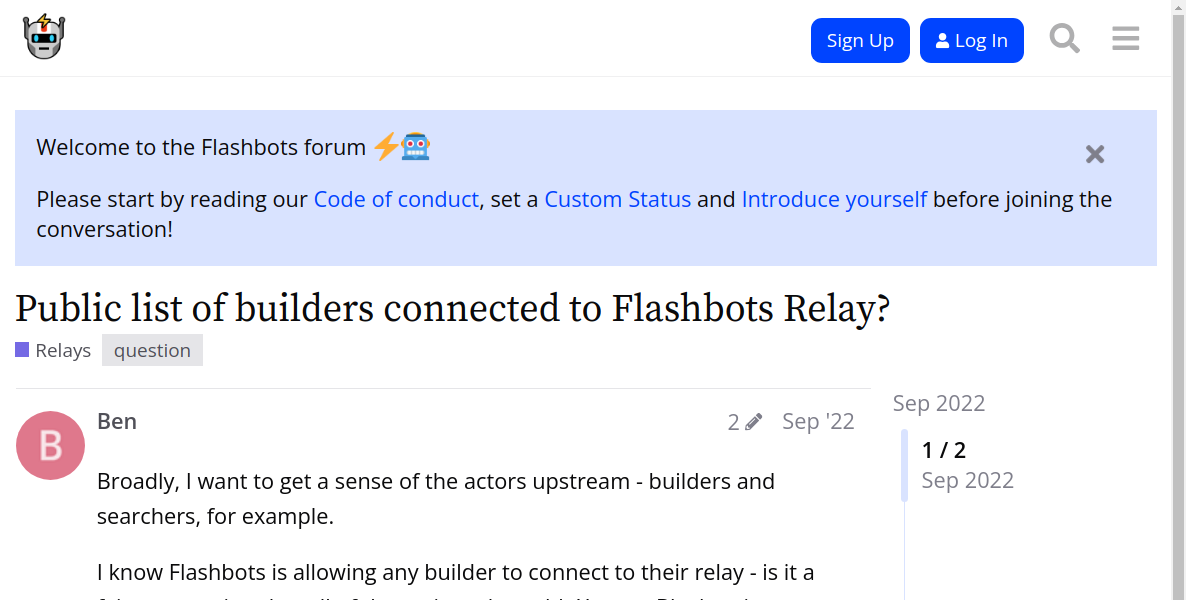 Sign Up
Log In
Welcome to the Flashbots forum
Please start by reading our Code of conduct, set a Custom Status and Introduce yourself before joining the
conversation!
Public list of builders connected to Flashbots Relay?
Relays question
B
Ben
2
Sep '22
Broadly, I want to get a sense of the actors upstream - builders and
searchers, for example.
I know Flashbots is allowing any builder to connect to their relay - is it a
Sep 2022
1 / 2
Sep 2022